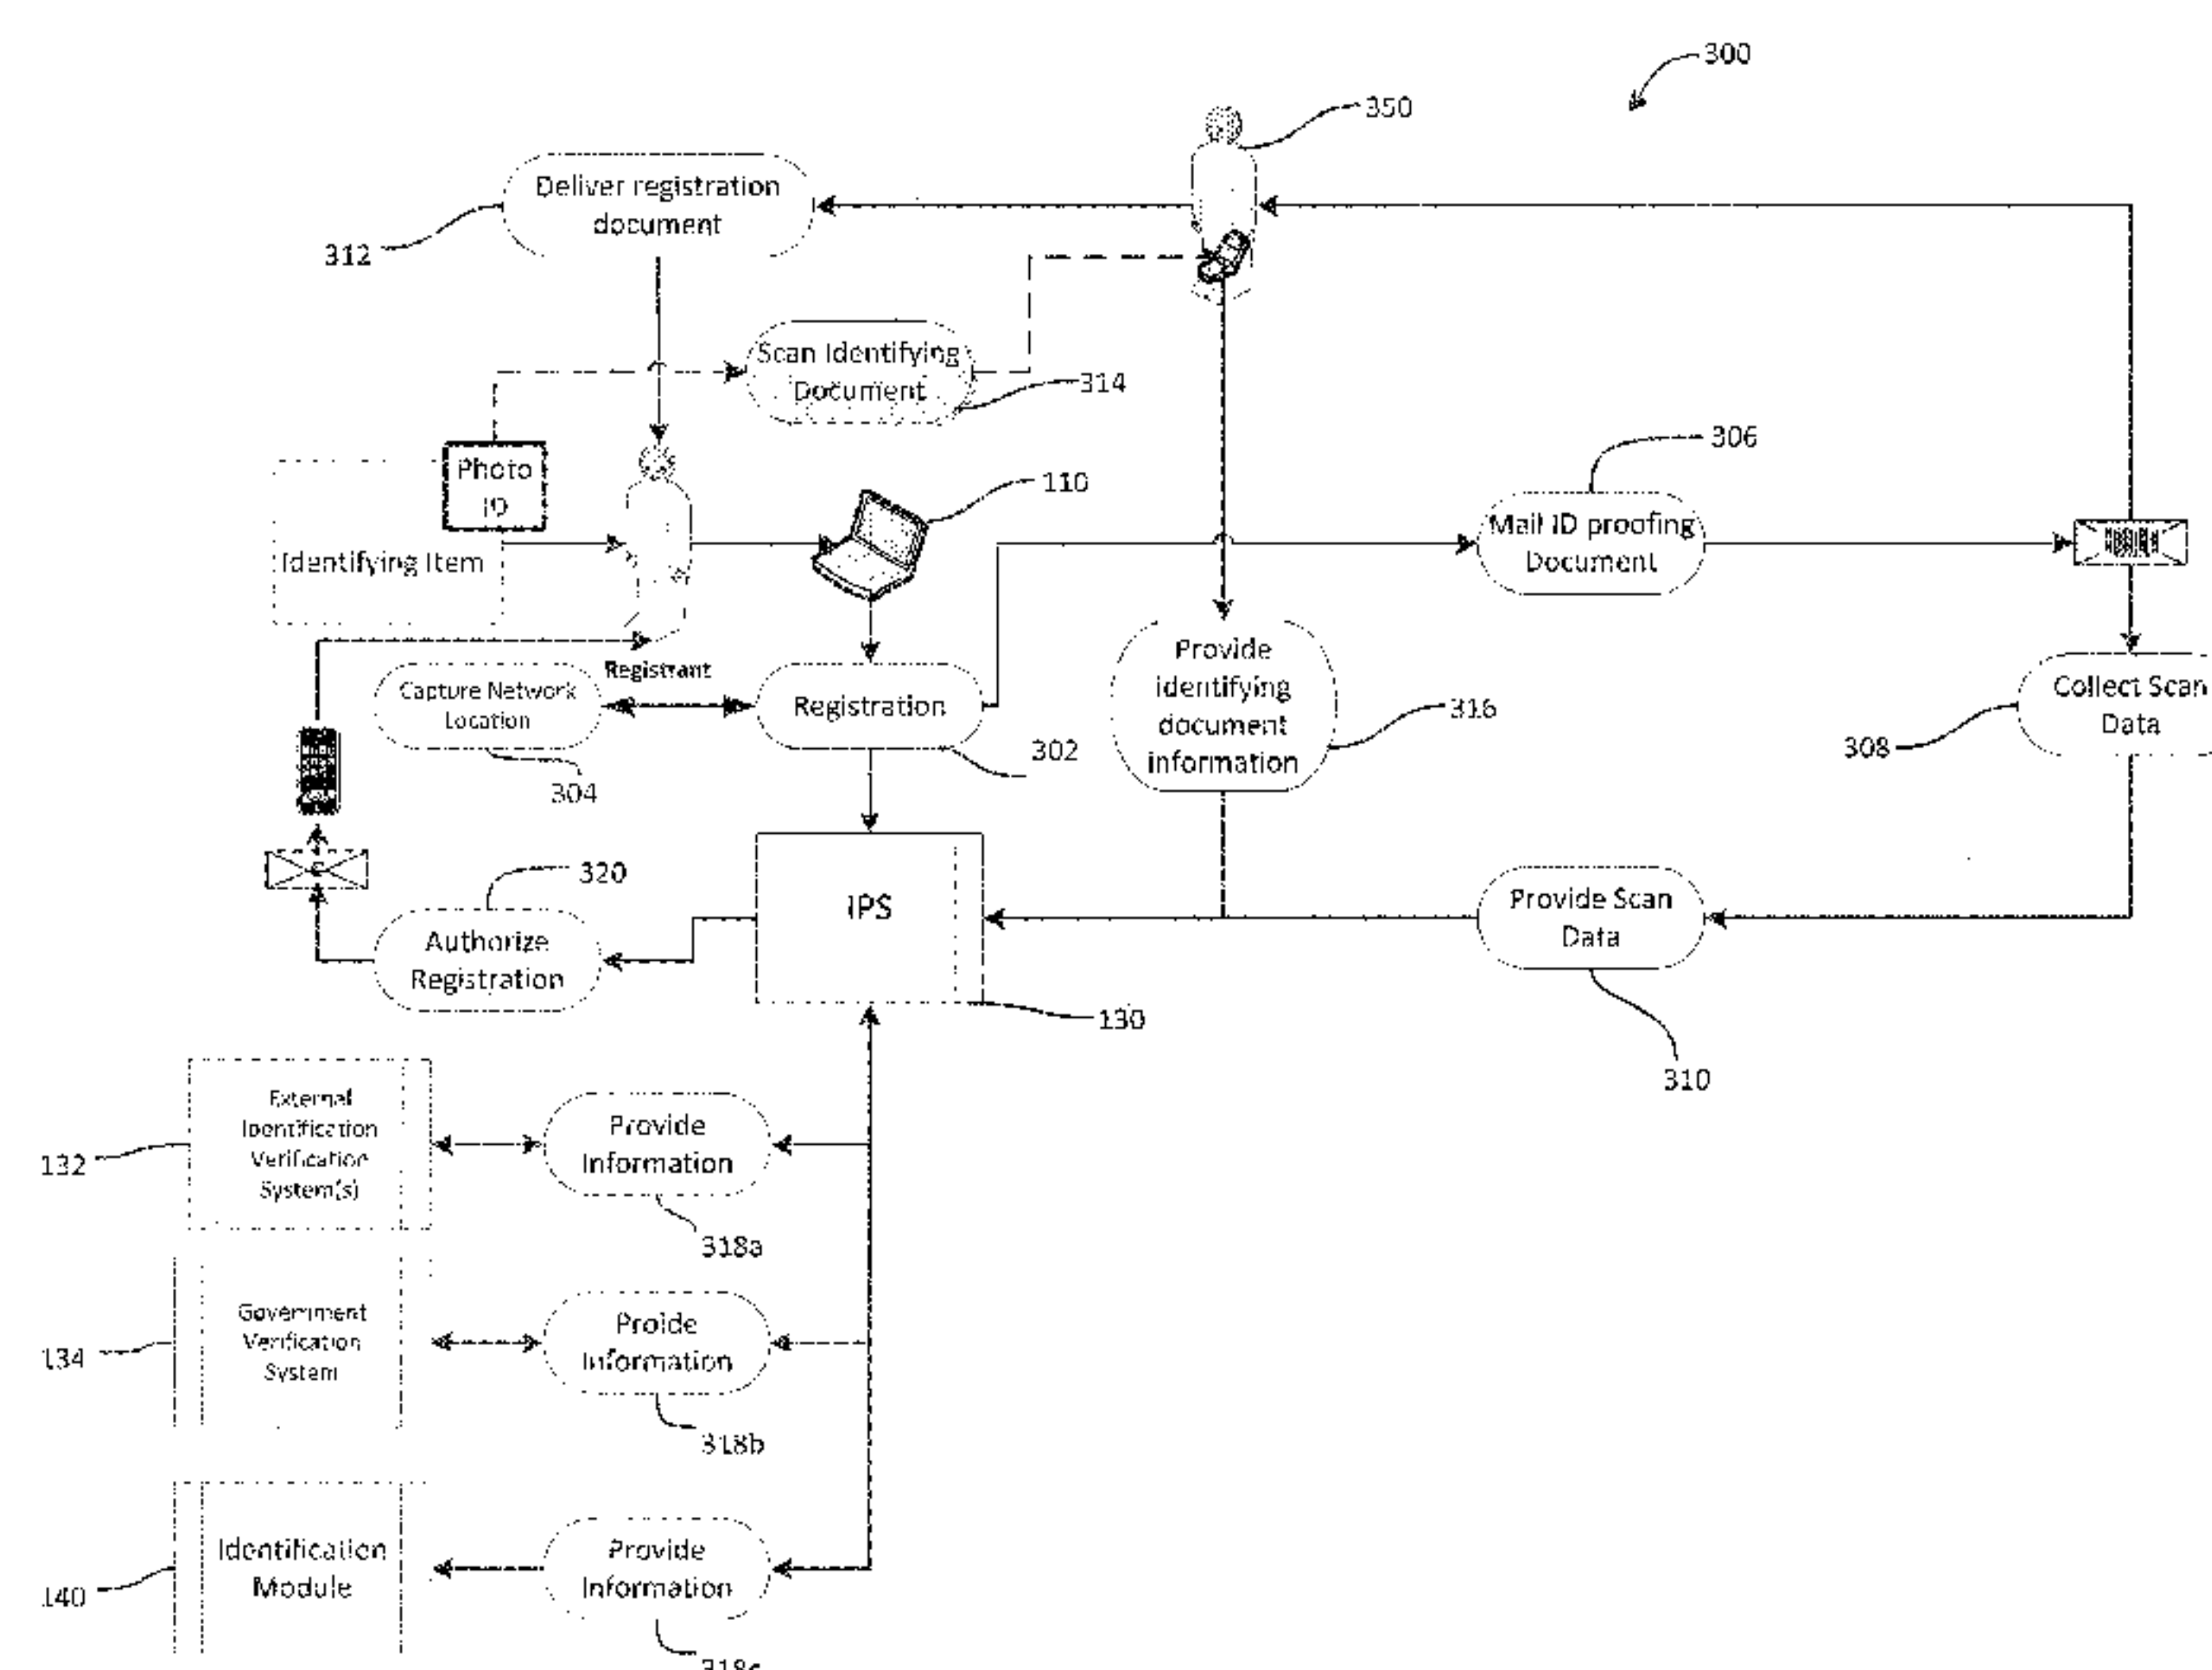 300
350
Deliver registration
document
312
Scan Identifying
Document
314
306
Photo
ID
110
Mail ID proofing
Document
Identifying Item
Provide
identifying
document
information
Registrant
Capture Network
Location
Registration
Collect Scan
Data
316
302
308
304
320
IPS
Provide Scan
Data
Authorize
Registration
130
310
External
Identification
Verification
System(s)
Provide
Information
132
318a
Government
Verification
System
Proide
Information
134
318b
Identification
Module
Provide
Information
140